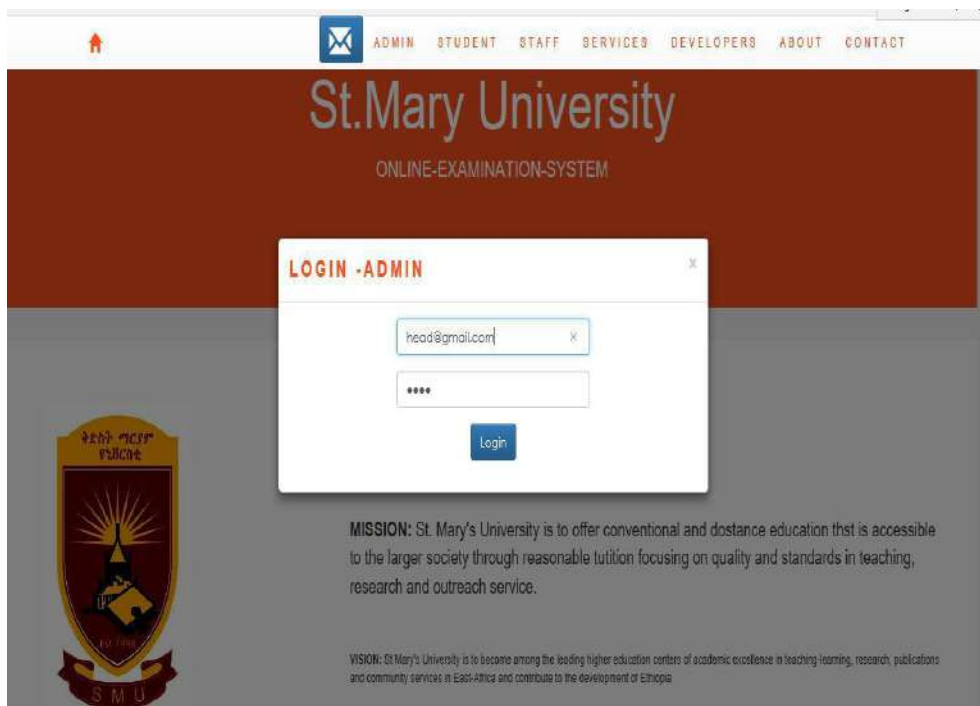 ADMIN STUDENT STAFF SERVICES DEVELOPERS ABOUT CONTACT
St.Mary University
ONLINE-EXAMINATION-SYSTEM
LOGIN -ADMIN
x
head@gmail.com ×
••••
Login
ቅድስት ማርያም
ዩኒቨርስቲ
SMU
MISSION: St. Mary's University is to offer conventional and dostance education thst is accessible
to the larger society through reasonable tutition focusing on quality and standards in teaching,
research and outreach service.
VISION: St Mary's University is to become among the leading higher education centers of academic excellence in teaching-learning, research, publications
and community services in East-Africa and contribute to the development of Ethiopia